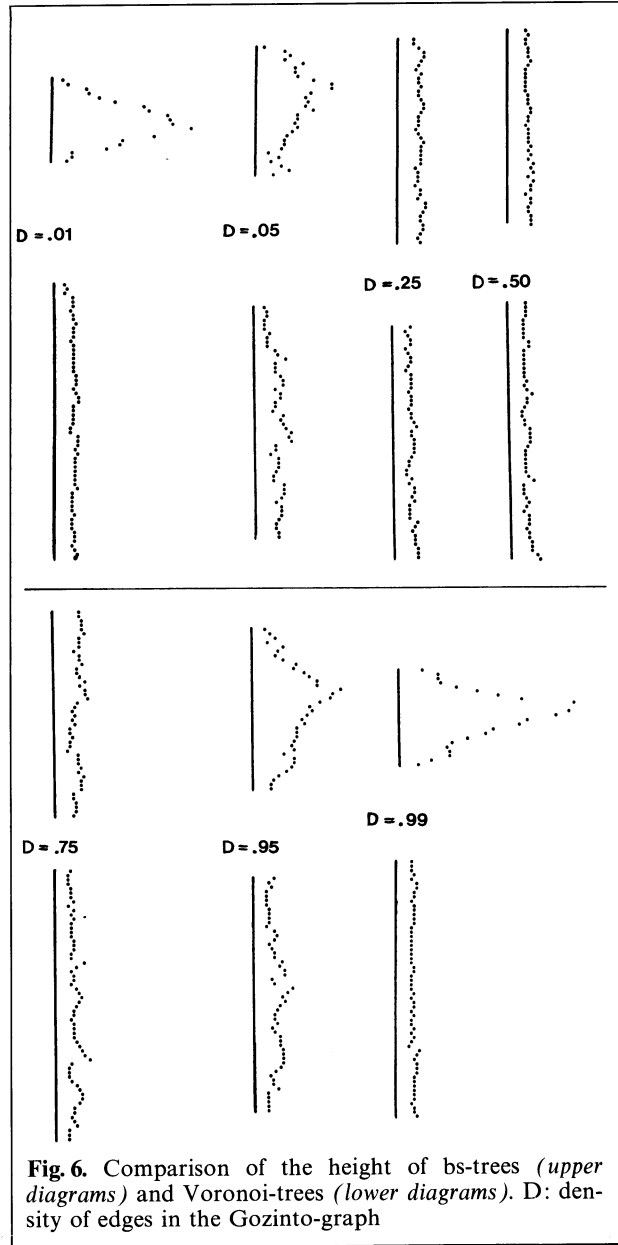 D = .01
D = .05
D = .25
D = .50
D = .75
D = .95
D = .99
Fig. 6. Comparison of the height of bs-trees (upper
diagrams) and Voronoi-trees (lower diagrams). D: den-
sity of edges in the Gozinto-graph